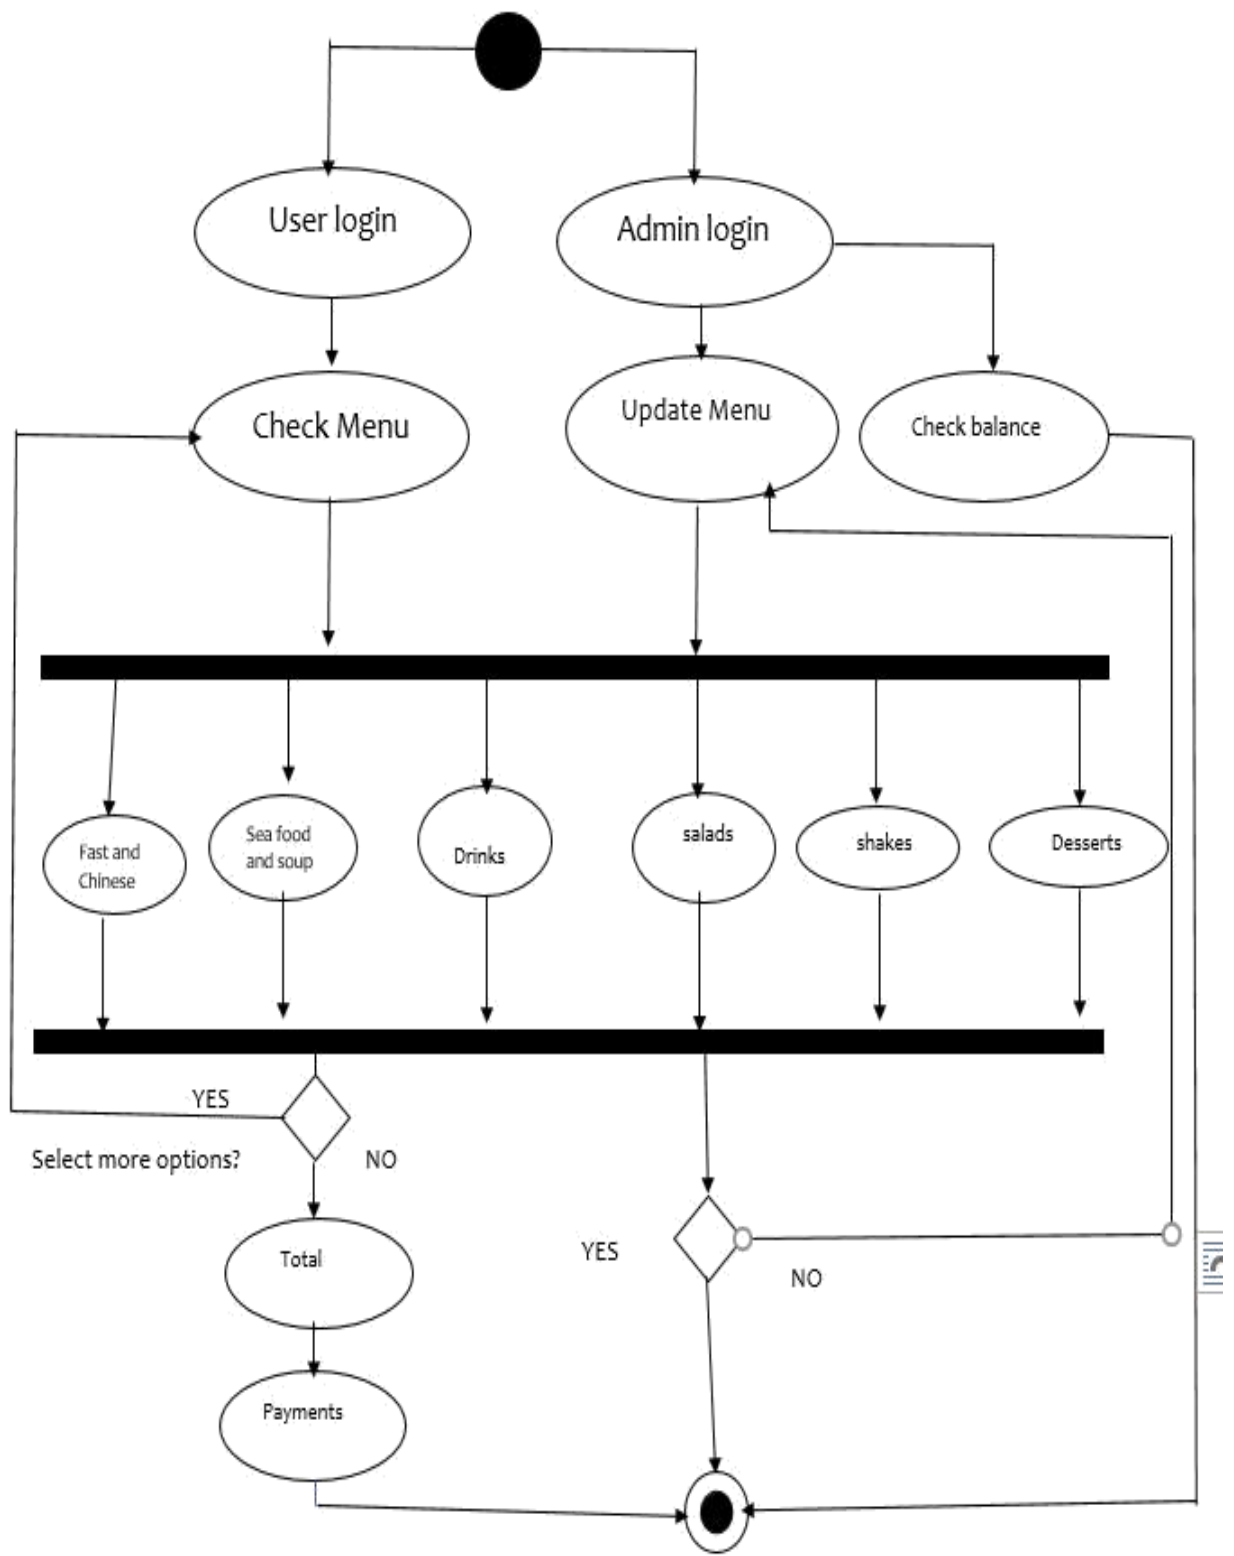 User login
Admin login
Check Menu
Update Menu
Check balance
Fast and
Chinese
Sea food
and soup
Drinks
salads
shakes
Desserts
YES
Select more options?
NO
Total
YES
NO
Payments